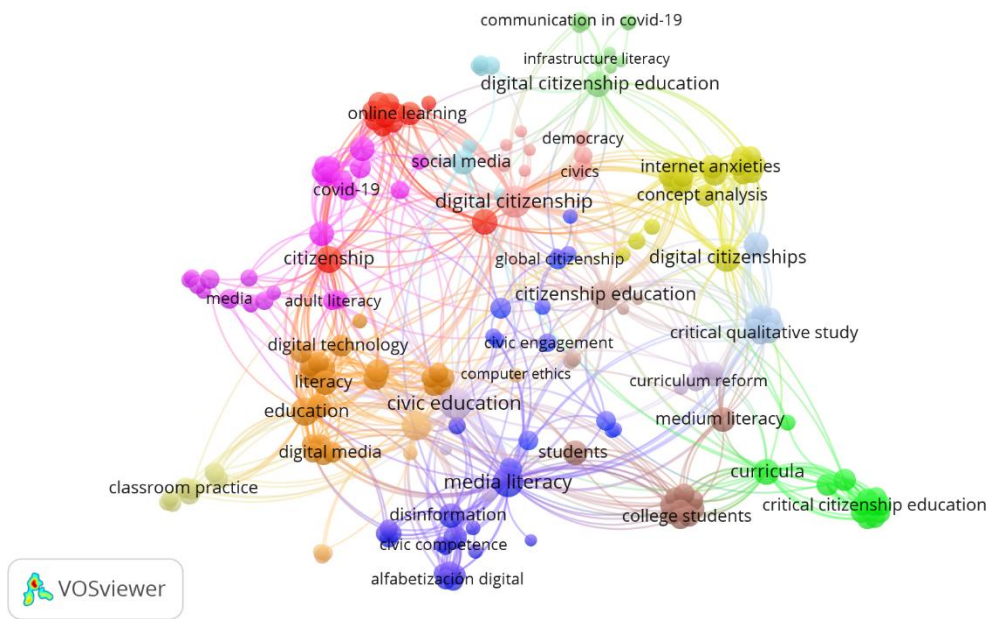 communication in covid-19
infrastructure literacy
digital citizenship education
online learning
democracy
social media
civics
internet anxieties
covid-19
concept analysis
digital citizenship
citizenship
global citizenship
digital citizenships
media
adult literacy
citizenship education
critical qualitative study
digital technology
civic engagement
literacy
computer ethics
curriculum reform
education
civic education
medium literacy
digital media
students
curricula
classroom practice
media literacy
disinformation
college students
critical citizenship education
civic competence
alfabetización digital
VOSviewer